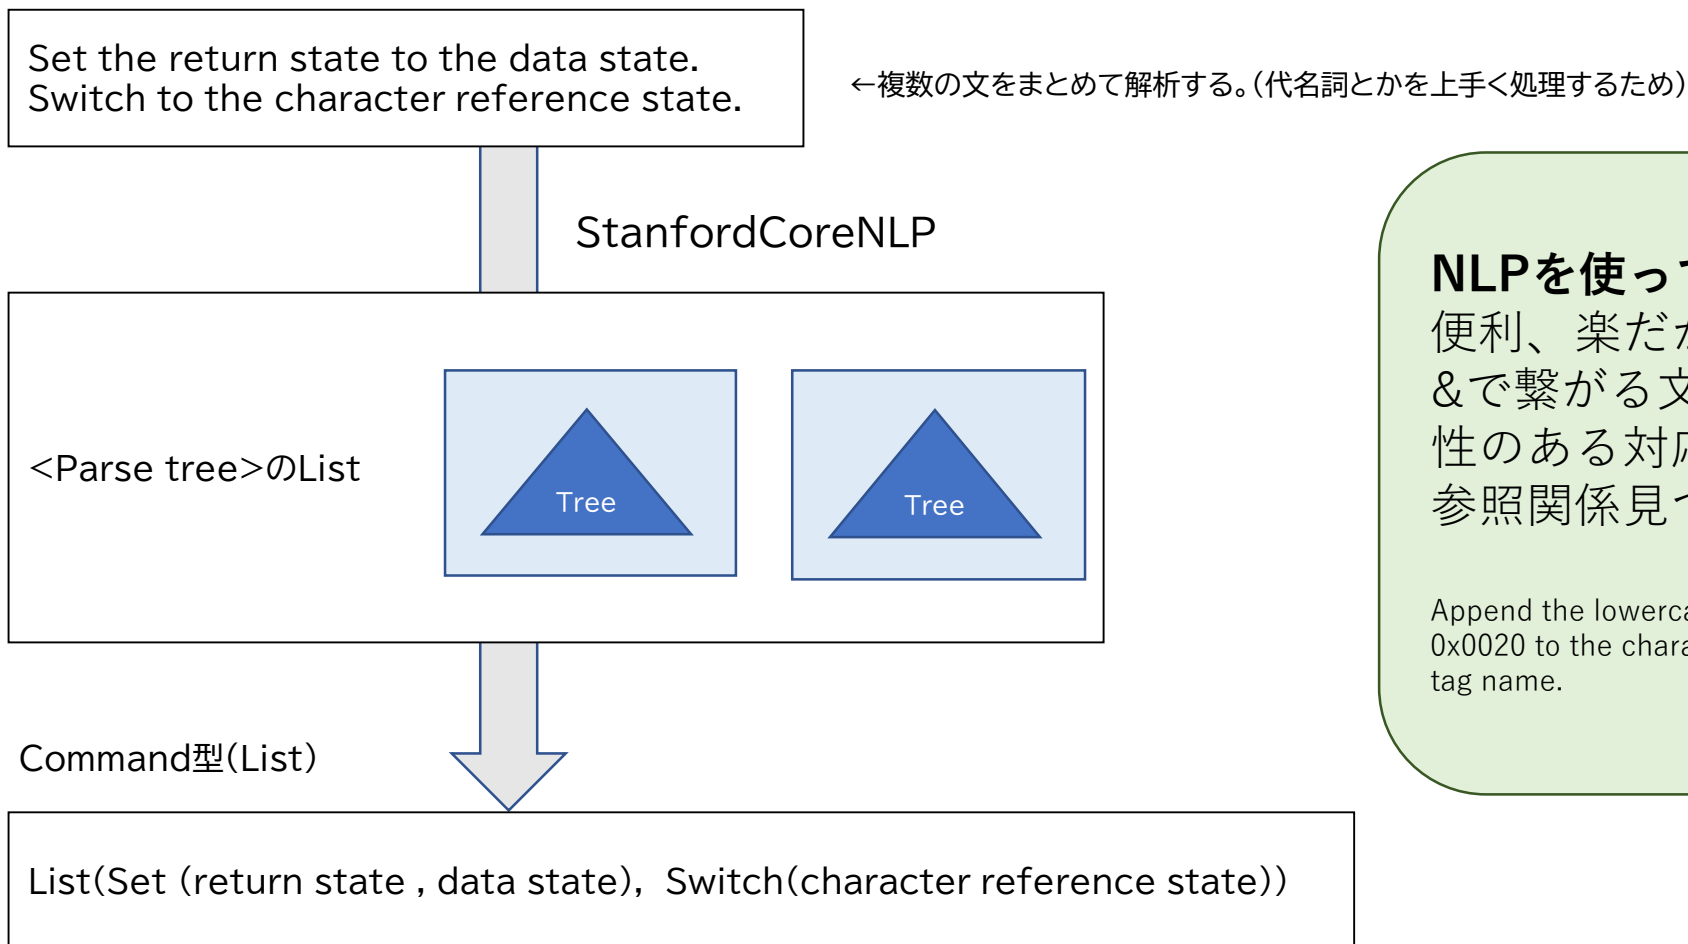 Set the return state to the data state.
Switch to the character reference state.
←複数の文をまとめて解析する。(代名詞とかを上手く処理するため)
StanfordCoreNLP
<Parse tree>のList
Tree
Tree
Command型(List)
List(Set (return state , data state), Switch(character reference state))
NLPを使っ
便利、楽だ
&で繋がる文
性のある対
参照関係見
Append the
0x0020 to the
tag name.